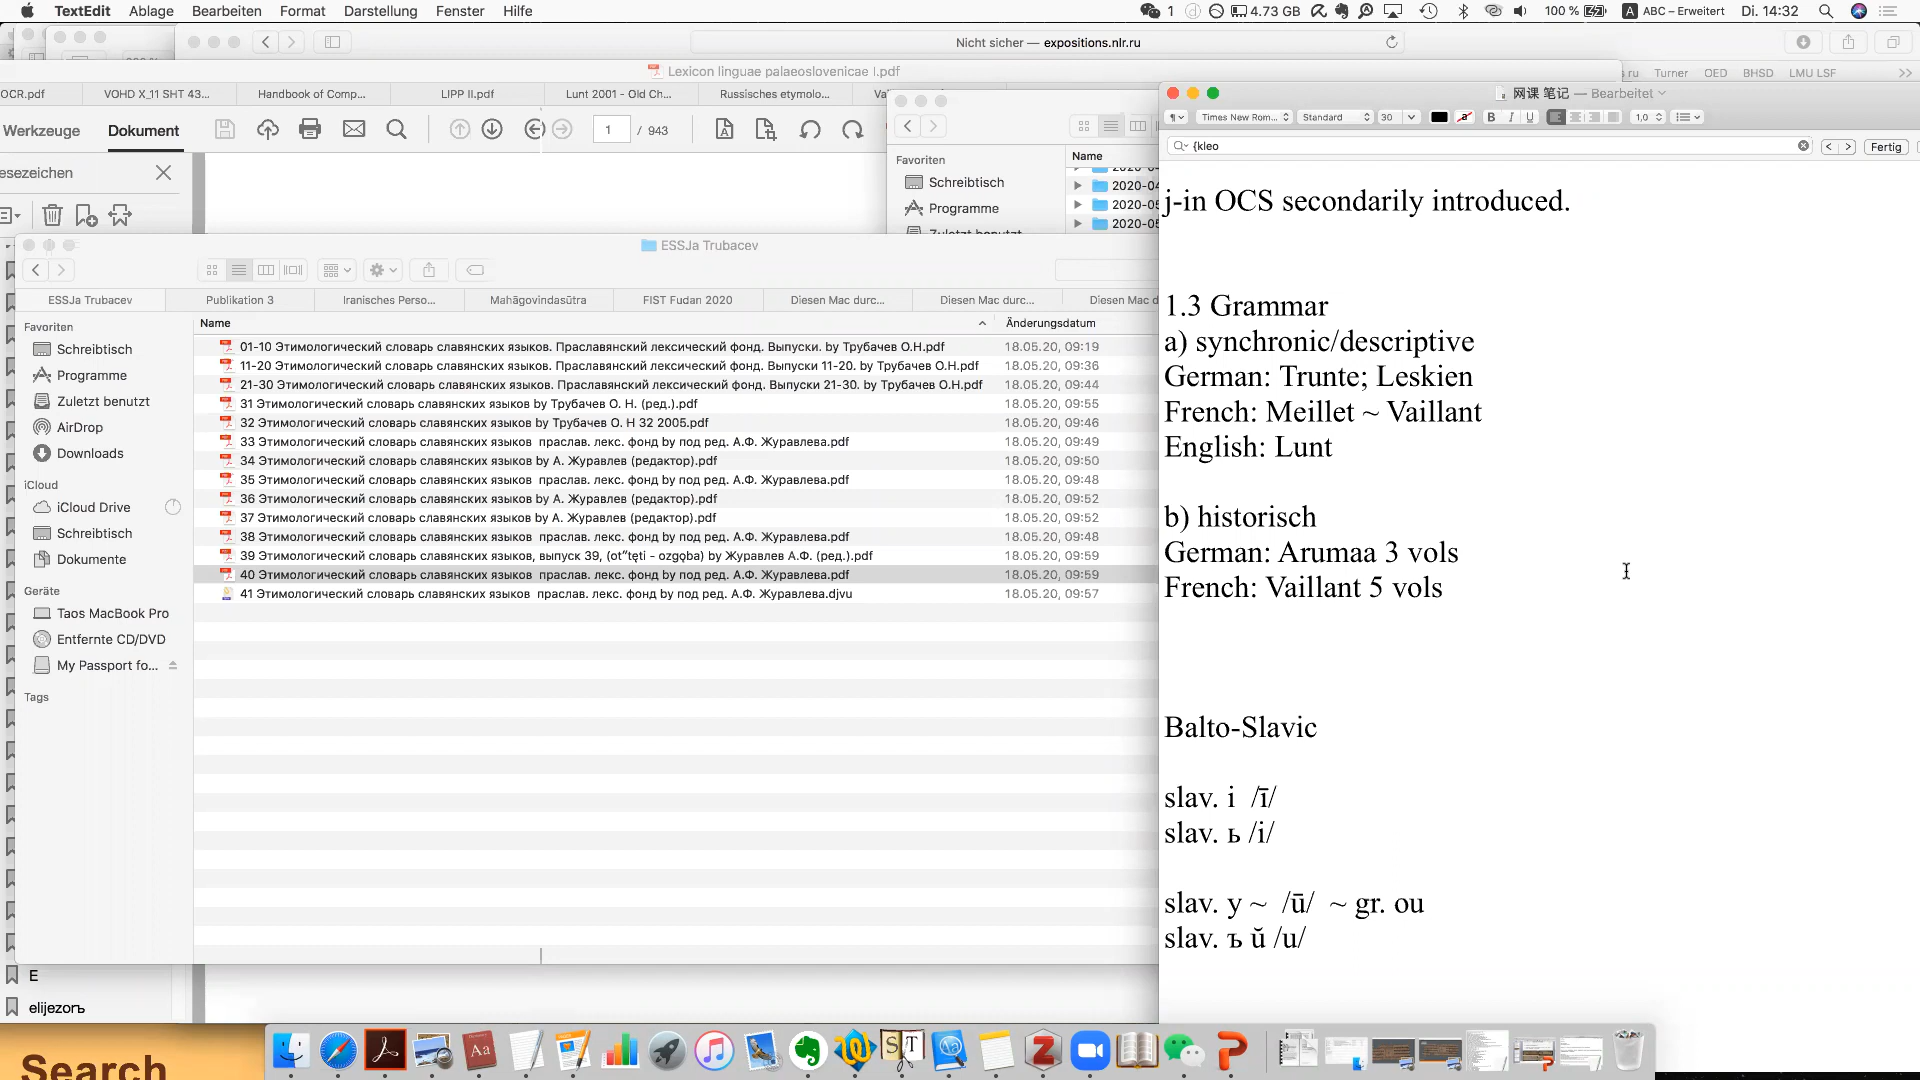 TextEdit Ablage Bearbeiten Format Darstellung Fenster Hilfe 1 4.73 GB 100 % A ABC – Erweitert Di. 14:32
Nicht sicher — expositions.nlr.ru
Lexicon linguae palaeoslovenicae I.pdf
ru Turner OED BHSD LMU LSF
OCR.pdf VOHD X_11 SHT 43... Handbook of Comp... LIPP II.pdf Lunt 2001 - Old Ch... Russisches etymolo...
网课 笔记 — Bearbeitet
Times New Rom... Standard 30 B I U 1,0
Werkzeuge Dokument 1 / 943
{kleo Fertig
Favoriten Name
Schreibtisch
Programme
Zuletzt benutzt
2020-04
2020-05
2020-05
esezeichen
ESSJa Trubacev
ESSJa Trubacev Publikation 3 Iranisches Perso... Mahāgovindasūtra FIST Fudan 2020 Diesen Mac durc... Diesen Mac durc... Diesen Mac d
Favoriten
Schreibtisch
Programme
Zuletzt benutzt
AirDrop
Downloads
iCloud
iCloud Drive
Schreibtisch
Dokumente
Geräte
Taos MacBook Pro
Entfernte CD/DVD
My Passport fo...
Tags
Name Änderungsdatum
01-10 Этимологический словарь славянских языков. Праславянский лексический фонд. Выпуски. by Трубачев О.Н.pdf 18.05.20, 09:19
11-20 Этимологический словарь славянских языков. Праславянский лексический фонд. Выпуски 11-20. by Трубачев О.Н.pdf 18.05.20, 09:36
21-30 Этимологический словарь славянских языков. Праславянский лексический фонд. Выпуски 21-30. by Трубачев О.Н.pdf 18.05.20, 09:44
31 Этимологический словарь славянских языков by Трубачев О. Н. (ред.).pdf 18.05.20, 09:55
32 Этимологический словарь славянских языков by Трубачев О. Н 32 2005.pdf 18.05.20, 09:46
33 Этимологический словарь славянских языков праслав. лекс. фонд by под ред. А.Ф. Журавлева.pdf 18.05.20, 09:49
34 Этимологический словарь славянских языков by А. Журавлев (редактор).pdf 18.05.20, 09:50
35 Этимологический словарь славянских языков праслав. лекс. фонд by под ред. А.Ф. Журавлева.pdf 18.05.20, 09:48
36 Этимологический словарь славянских языков by А. Журавлев (редактор).pdf 18.05.20, 09:52
37 Этимологический словарь славянских языков by А. Журавлев (редактор).pdf 18.05.20, 09:52
38 Этимологический словарь славянских языков праслав. лекс. фонд by под ред. А.Ф. Журавлева.pdf 18.05.20, 09:48
39 Этимологический словарь славянских языков, выпуск 39, (ot"tęti - ozgǫba) by Журавлев А.Ф. (ред.).pdf 18.05.20, 09:59
40 Этимологический словарь славянских языков праслав. лекс. фонд by под ред. А.Ф. Журавлева.pdf 18.05.20, 09:59
41 Этимологический словарь славянских языков праслав. лекс. фонд by под ред. А.Ф. Журавлева.djvu 18.05.20, 09:57
j-in OCS secondarily introduced.
1.3 Grammar
a) synchronic/descriptive
German: Trunte; Leskien
French: Meillet ~ Vaillant
English: Lunt
b) historisch
German: Arumaa 3 vols
French: Vaillant 5 vols
Balto-Slavic
slav. i /ī/
slav. ь /i/
slav. y ~ /ū/ ~ gr. ou
slav. ъ ŭ /u/
E
elijezorъ
Search